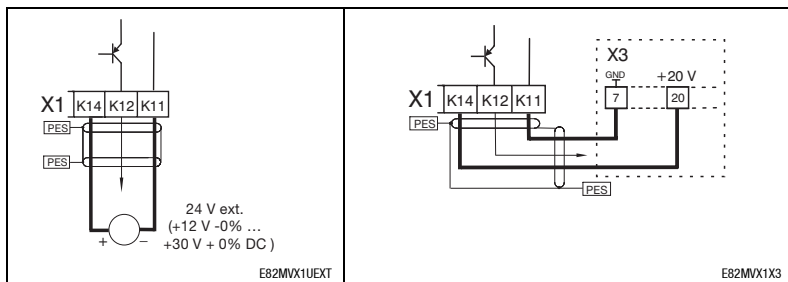 X1 K14 K12 K11
PES
PES
24 V ext.
(+12 V -0% ...
+ − +30 V + 0% DC )
E82MVX1UEXT
X3
GND +20 V
7 20
X1 K14 K12 K11
PES
PES
E82MVX1X3